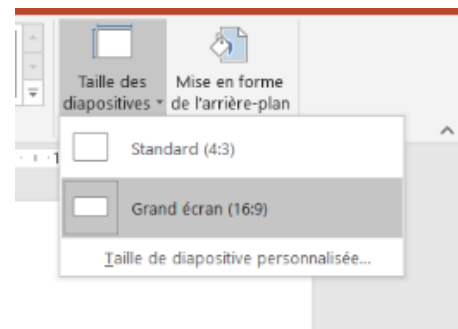 Taille des
diapositives
Mise en forme
de l'arrière-plan
Standard (4:3)
Grand écran (16:9)
Taille de diapositive personnalisée...